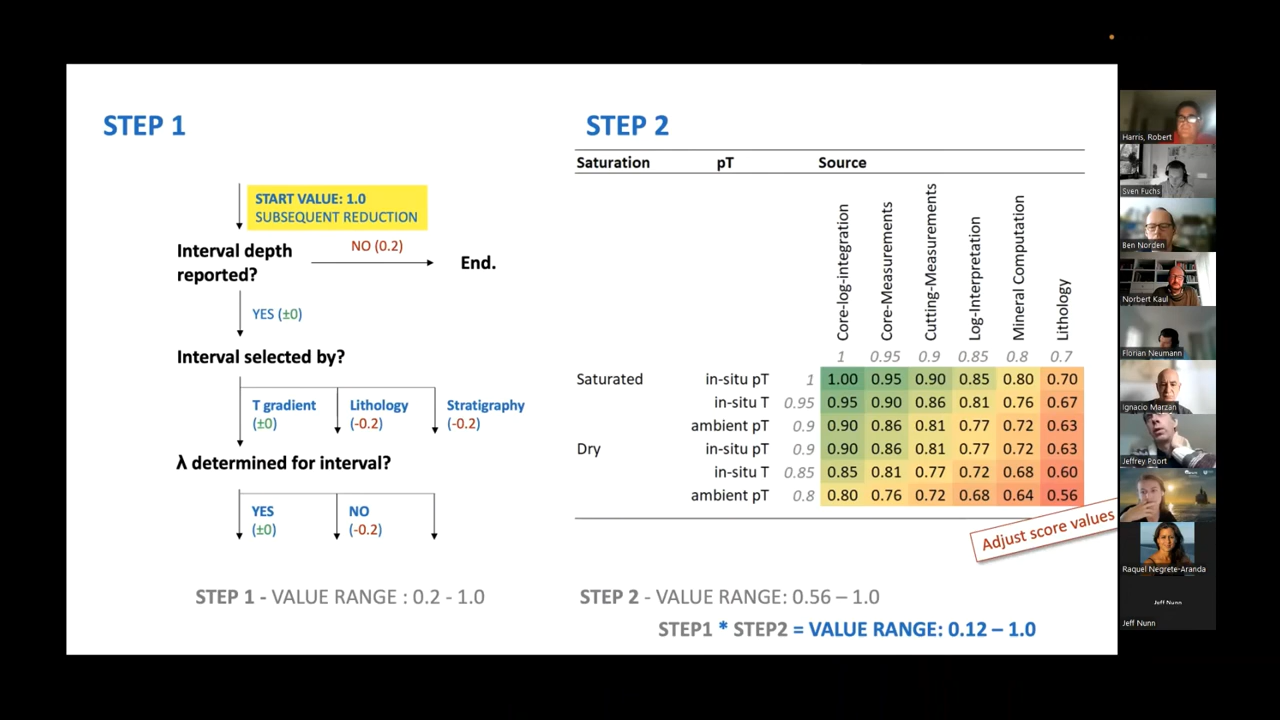 STEP 1
START VALUE: 1.0
SUBSEQUENT REDUCTION
Interval depth
reported?
NO (0.2)
End.
YES (±0)
Interval selected by?
T gradient
(±0)
Lithology
(-0.2)
Stratigraphy
(-0.2)
λ determined for interval?
YES
(±0)
NO
(-0.2)
STEP 1 - VALUE RANGE : 0.2 - 1.0
STEP 2
Saturation pT Source
Core-log-integration
Core-Measurements
Cutting-Measurements
Log-Interpretation
Mineral Computation
Lithology
1 0.95 0.9 0.85 0.8 0.7
Saturated in-situ pT 1 1.00 0.95 0.90 0.85 0.80 0.70
in-situ T 0.95 0.95 0.90 0.86 0.81 0.76 0.67
ambient pT 0.9 0.90 0.86 0.81 0.77 0.72 0.63
Dry in-situ pT 0.9 0.90 0.86 0.81 0.77 0.72 0.63
in-situ T 0.85 0.85 0.81 0.77 0.72 0.68 0.60
ambient pT 0.8 0.80 0.76 0.72 0.68 0.64 0.56
Adjust score values
STEP 2 - VALUE RANGE: 0.56 – 1.0
STEP1 * STEP2 = VALUE RANGE: 0.12 – 1.0
Harris, Robert
Sven Fuchs
Ben Norden
Norbert Kaul
Florian Neumann
Ignacio Marzán
Jeffrey Poort
Raquel Negrete-Aranda
Jeff Nunn
Jeff Nunn